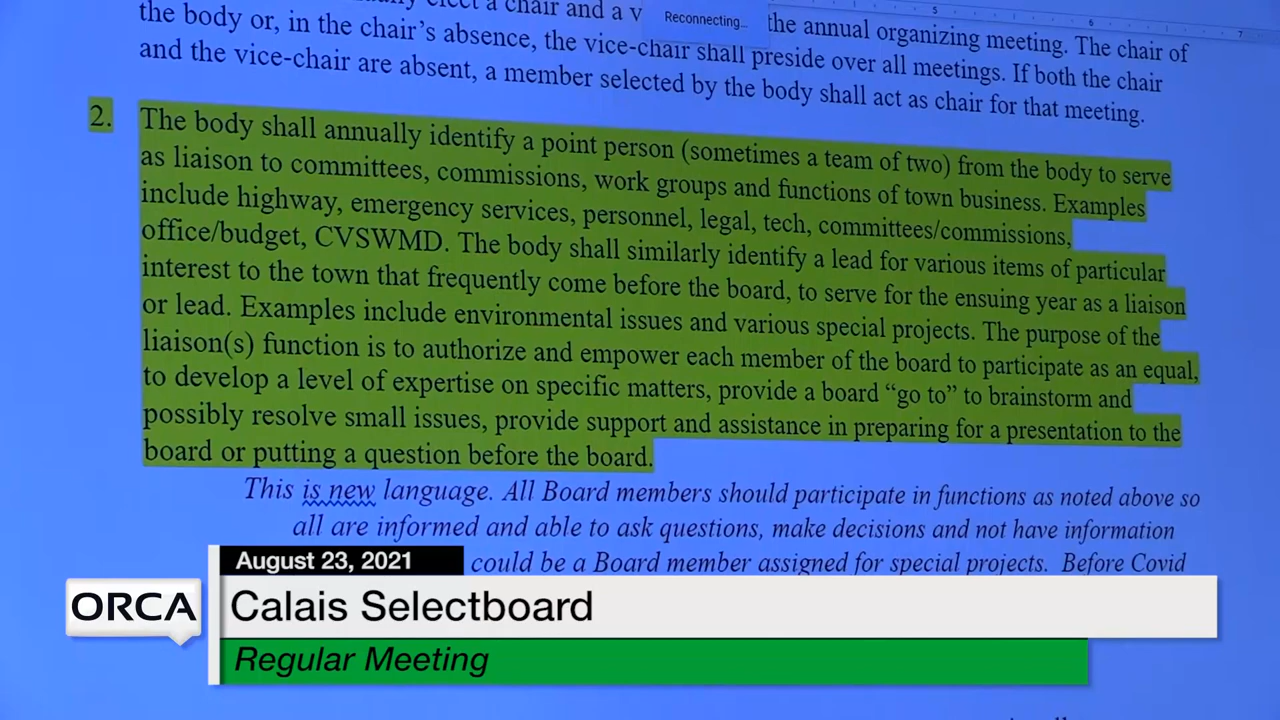 elect a chair and a v
Reconnecting...
the annual organizing meeting. The chair of
the body or, in the chair's absence, the vice-chair shall preside over all meetings. If both the chair
and the vice-chair are absent, a member selected by the body shall act as chair for that meeting.
5
6
7
2. The body shall annually identify a point person (sometimes a team of two) from the body to serve
as liaison to committees, commissions, work groups and functions of town business. Examples
include highway, emergency services, personnel, legal, tech, committees/commissions,
office/budget, CVSWMD. The body shall similarly identify a lead for various items of particular
interest to the town that frequently come before the board, to serve for the ensuing year as a liaison
or lead. Examples include environmental issues and various special projects. The purpose of the
liaison(s) function is to authorize and empower each member of the board to participate as an equal,
to develop a level of expertise on specific matters, provide a board “go to” to brainstorm and
possibly resolve small issues, provide support and assistance in preparing for a presentation to the
board or putting a question before the board.
This is new language. All Board members should participate in functions as noted above so
all are informed and able to ask questions, make decisions and not have information
could be a Board member assigned for special projects. Before Covid
August 23, 2021
ORCA
Calais Selectboard
Regular Meeting